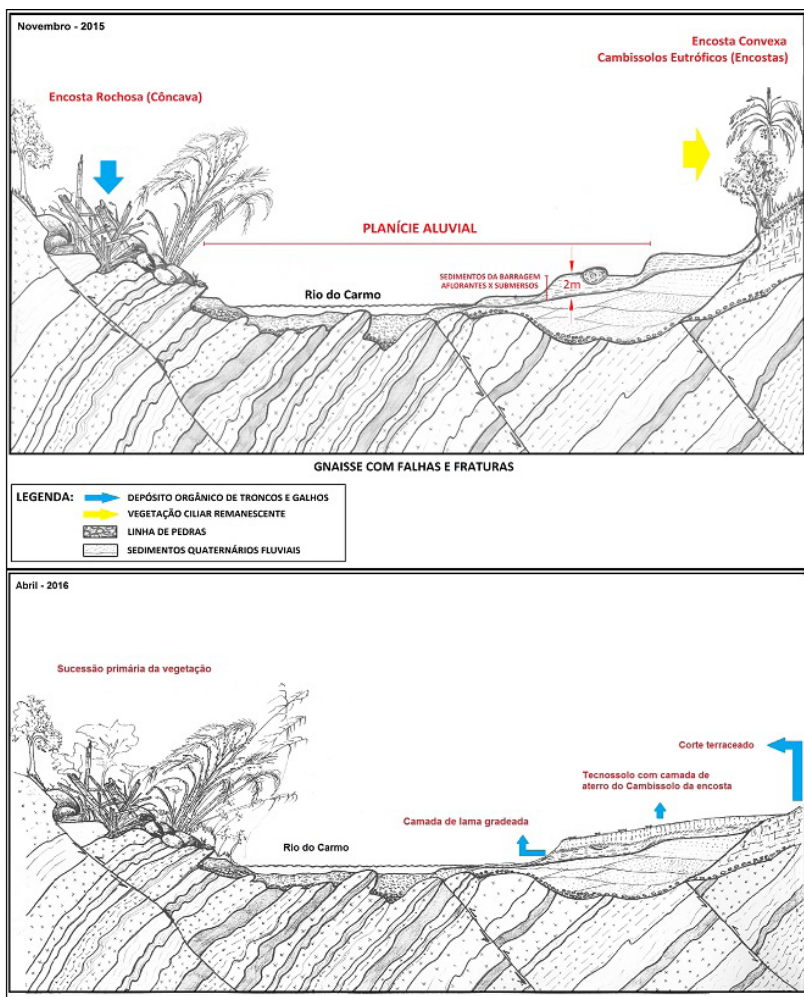 Novembro - 2015
Encosta Convexa
Cambissolos Eutróficos (Encostas)
Encosta Rochosa (Côncava)
PLANÍCIE ALUVIAL
SEDIMENTOS DA BARRAGEM
AFLORANTES X SUBMERSOS
2m
Rio do Carmo
GNAISSE COM FALHAS E FRATURAS
LEGENDA:
DEPÓSITO ORGÂNICO DE TRONCOS E GALHOS
VEGETAÇÃO CILIAR REMANESCENTE
LINHA DE PEDRAS
SEDIMENTOS QUATERNÁRIOS FLUVIAIS
Abril - 2016
Sucessão primária da vegetação
Corte terraceado
Tecnossolo com camada de
aterro do Cambissolo da encosta
Camada de lama gradeada
Rio do Carmo